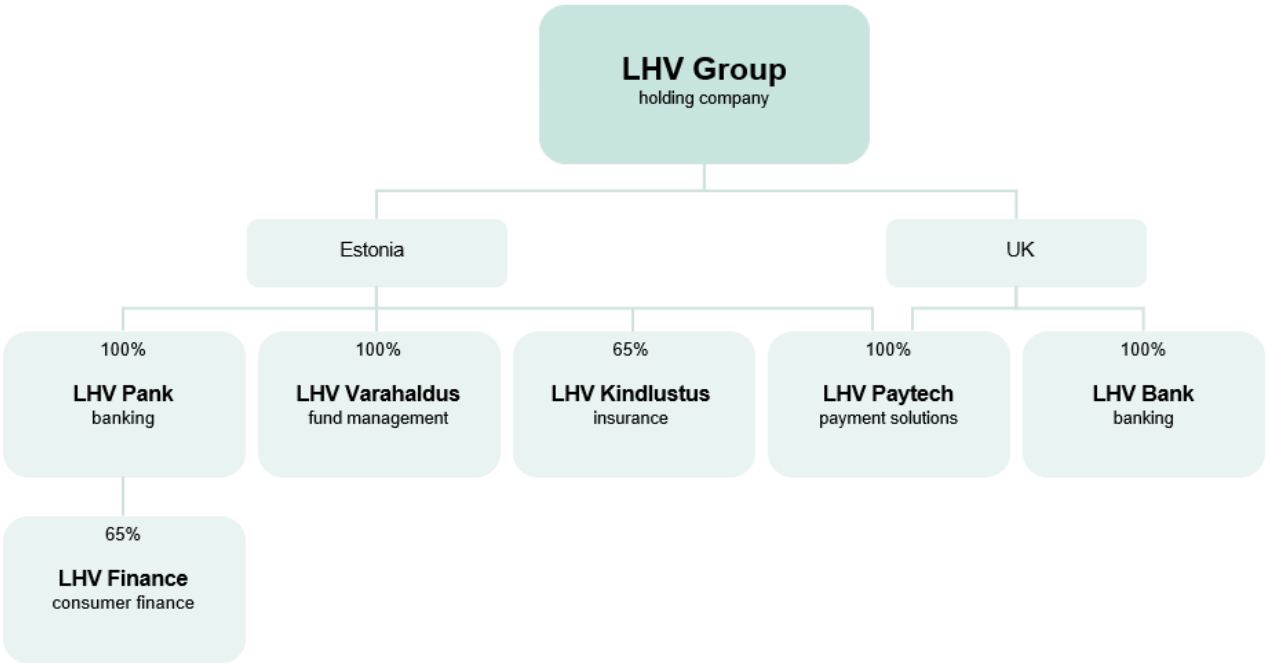 LHV Group
holding company
Estonia
UK
100%
LHV Pank
banking
100%
LHV Varahaldus
fund management
65%
LHV Kindlustus
insurance
100%
LHV Paytech
payment solutions
100%
LHV Bank
banking
65%
LHV Finance
consumer finance